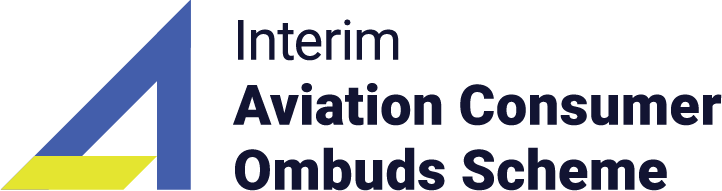 Interim
Aviation Consumer
Ombuds Scheme